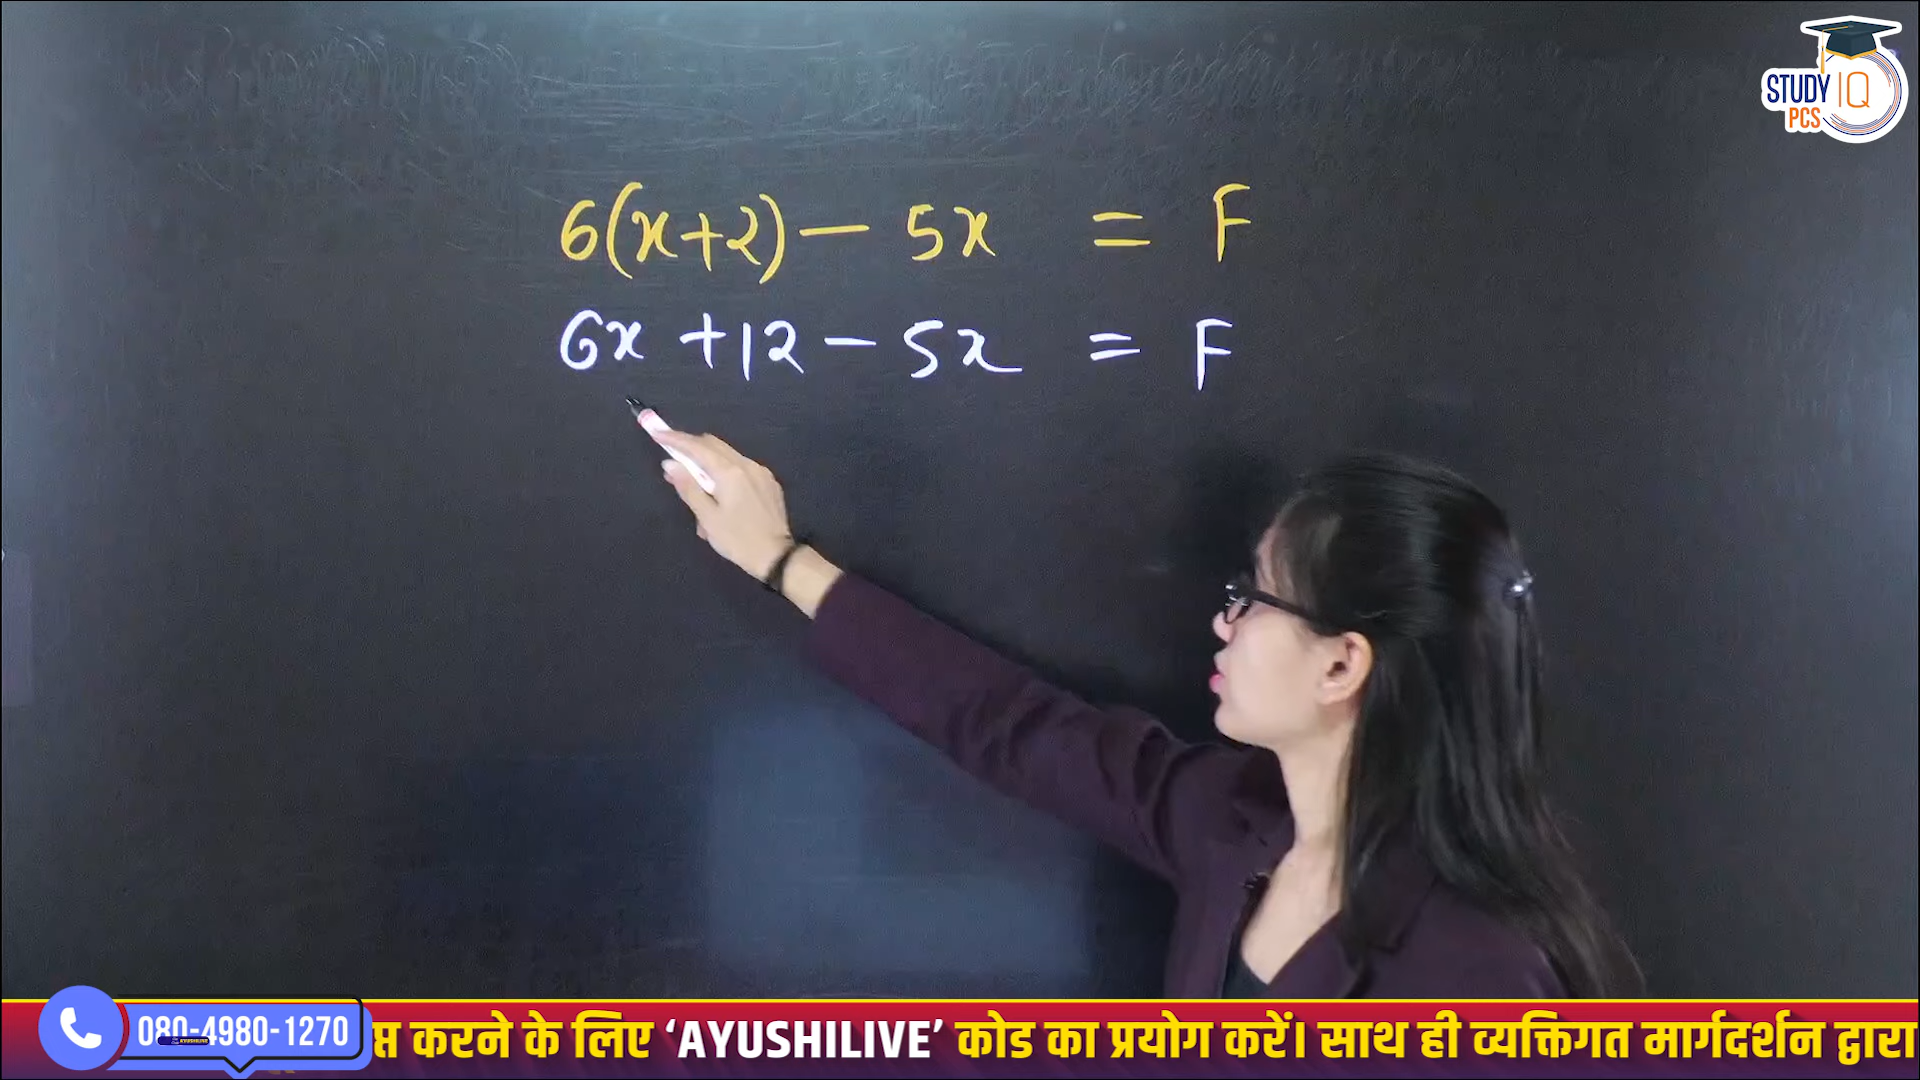 STUDY IQ
PCS
6(x+2) - 5x = F
6x + 12 - 5x = F
080-4980-1270
करने के लिए ‘AYUSHILIVE’ कोड का प्रयोग करें। साथ ही व्यक्तिगत मार्गदर्शन द्वारा